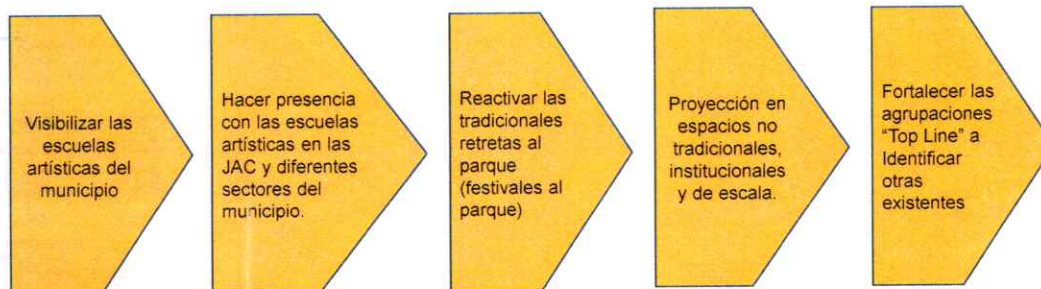 Visibilizar las
escuelas
artísticas del
municipio
Hacer presencia
con las escuelas
artísticas en las
JAC y diferentes
sectores del
municipio.
Reactivar las
tradicionales
retretas al
parque
(festivales al
parque)
Proyección en
espacios no
tradicionales,
institucionales
y de escala.
Fortalecer las
agrupaciones
“Top Line” a
Identificar
otras
existentes